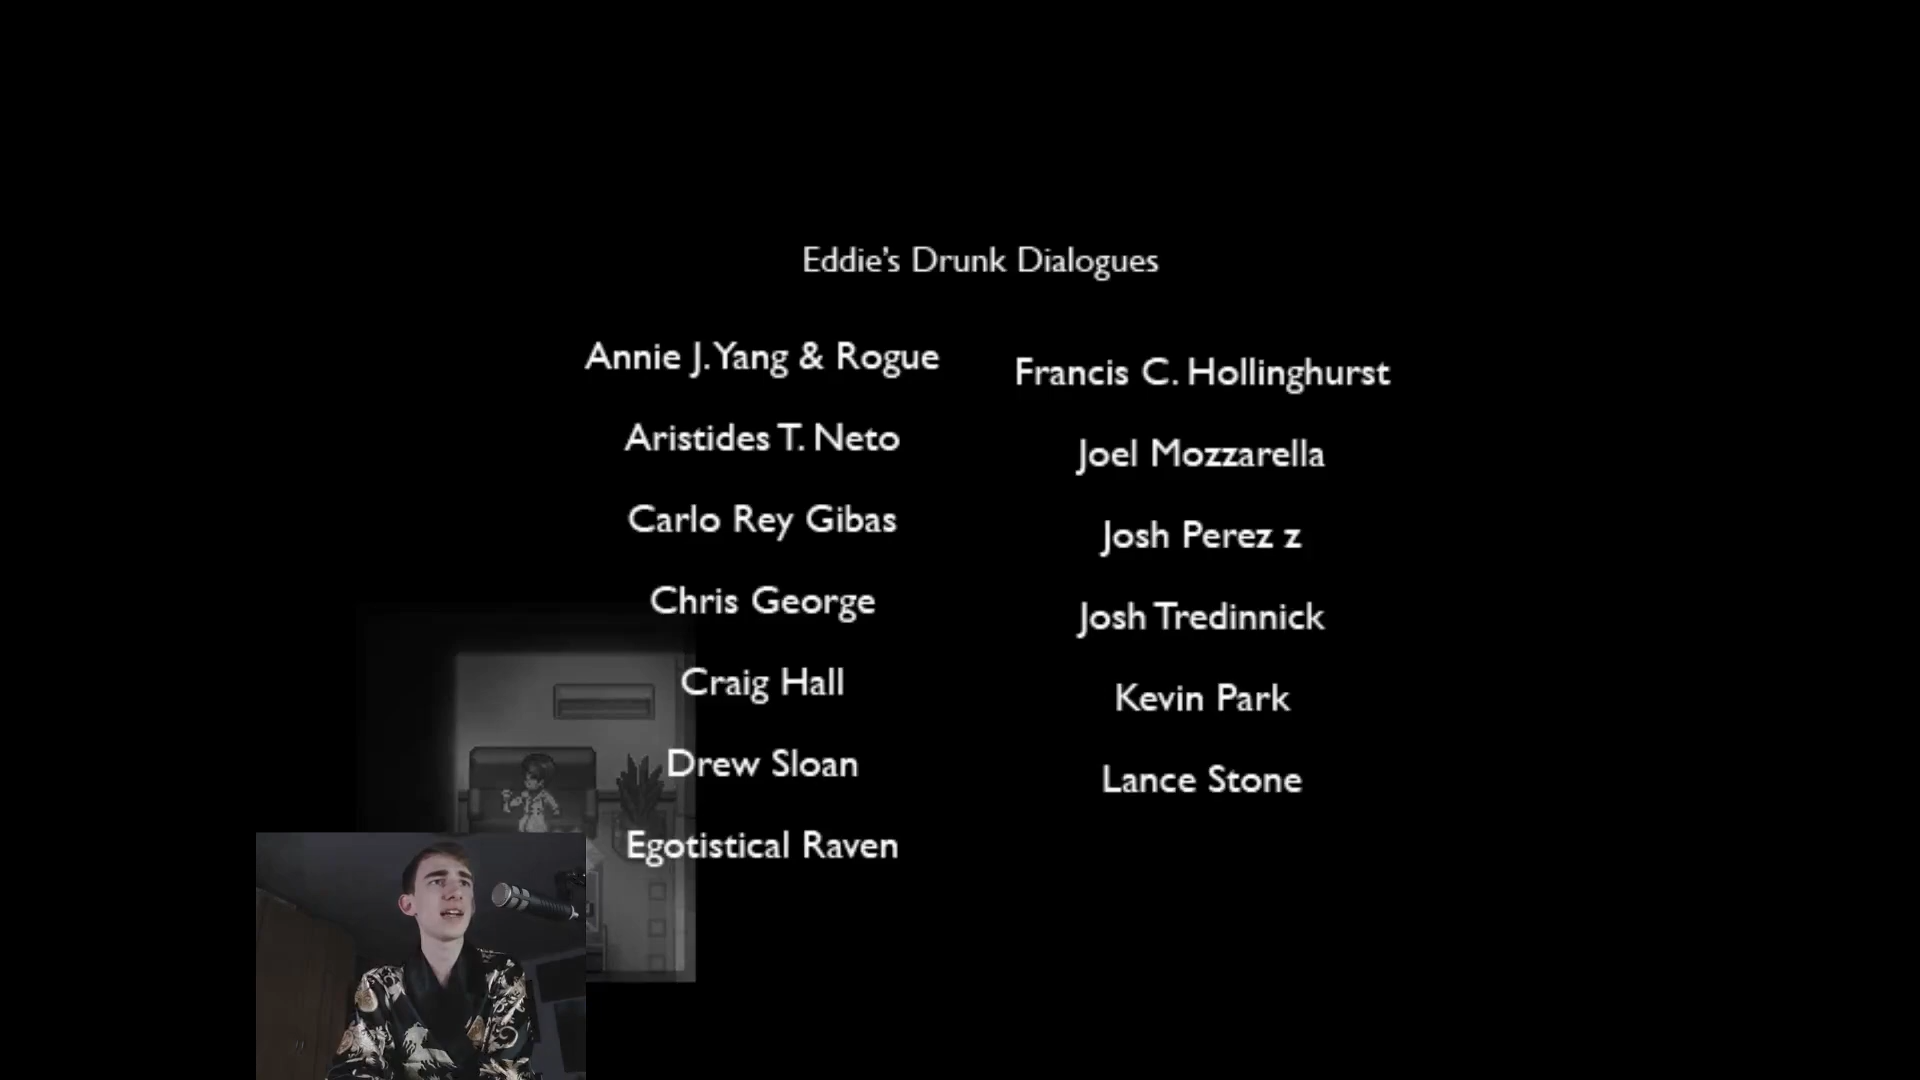 Eddie's Drunk Dialogues
Annie J. Yang & Rogue
Aristides T. Neto
Carlo Rey Gibas
Chris George
Craig Hall
Drew Sloan
Egotistical Raven
Francis C. Hollinghurst
Joel Mozzarella
Josh Perez z
Josh Tredinnick
Kevin Park
Lance Stone